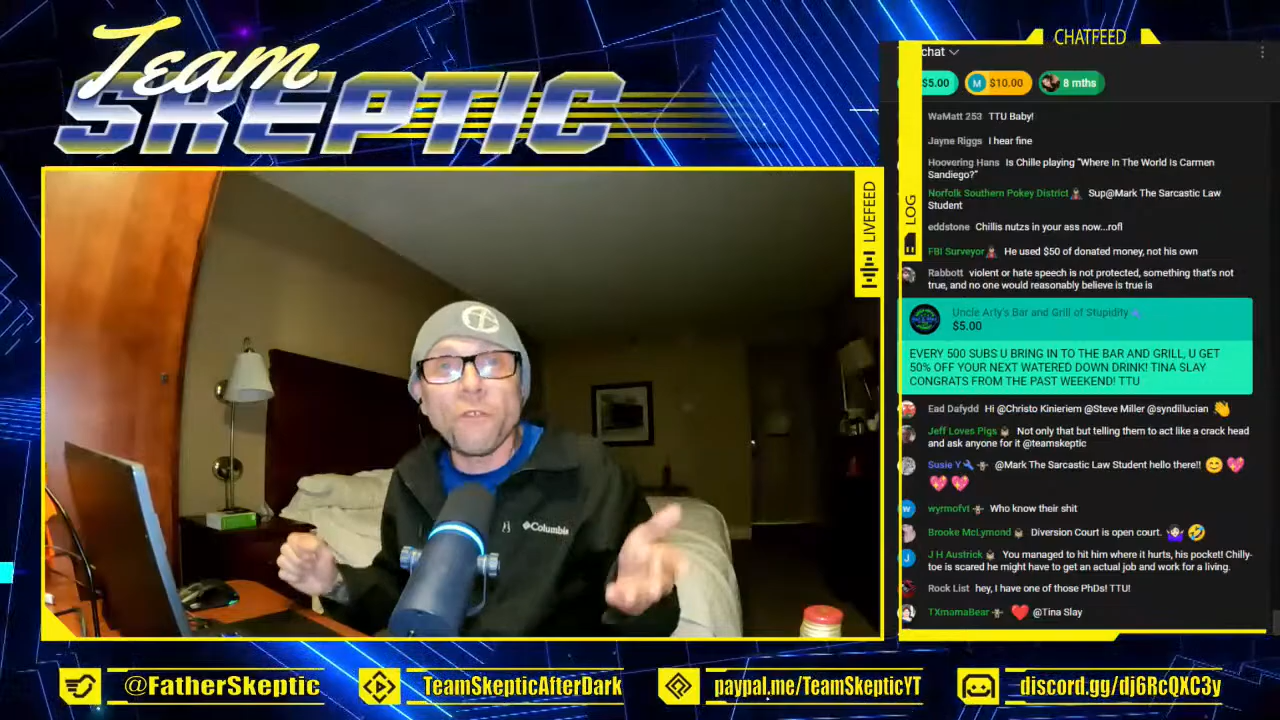 Team
SKEPTIC
CHATFEED
chat
$5.00
M $10.00
8 mths
WaMatt 253 TTU Baby!
Jayne Riggs I hear fine
Hoovering Hans Is Chille playing "Where In The World Is Carmen
Sandiego?"
Norfolk Southern Pokey District Sup@Mark The Sarcastic Law
Student
eddstone Chillis nutzs in your ass now...rofl
FBI Surveyor He used $50 of donated money, not his own
Rabbott violent or hate speech is not protected, something that's not
true, and no one would reasonably believe is true is
Uncle Arty's Bar and Grill of Stupidity
$5.00
EVERY 500 SUBS U BRING IN TO THE BAR AND GRILL, U GET
50% OFF YOUR NEXT WATERED DOWN DRINK! TINA SLAY
CONGRATS FROM THE PAST WEEKEND! TTU
Ead Dafydd Hi @Christo Kinieriem @Steve Miller @syndillucian 👋
Jeff Loves Pigs Not only that but telling them to act like a crack head
and ask anyone for it @teamskeptic
Susie Y @Mark The Sarcastic Law Student hello there!! 😊 💖
💖 💖
W wyrmofvt Who know their shit
Brooke McLymond Diversion Court is open court. 🤷🏻‍♀️ 🤣
J J H Austrick You managed to hit him where it hurts, his pocket! Chilly-
toe is scared he might have to get an actual job and work for a living.
Rock List hey, I have one of those PhDs! TTU!
TXmamaBear ❤️ @Tina Slay
LIVEFEED
LOG
Columbia
@FatherSkeptic
TeamSkepticAfterDark
paypal.me/TeamSkepticYT
discord.gg/dj6RcQXC3y